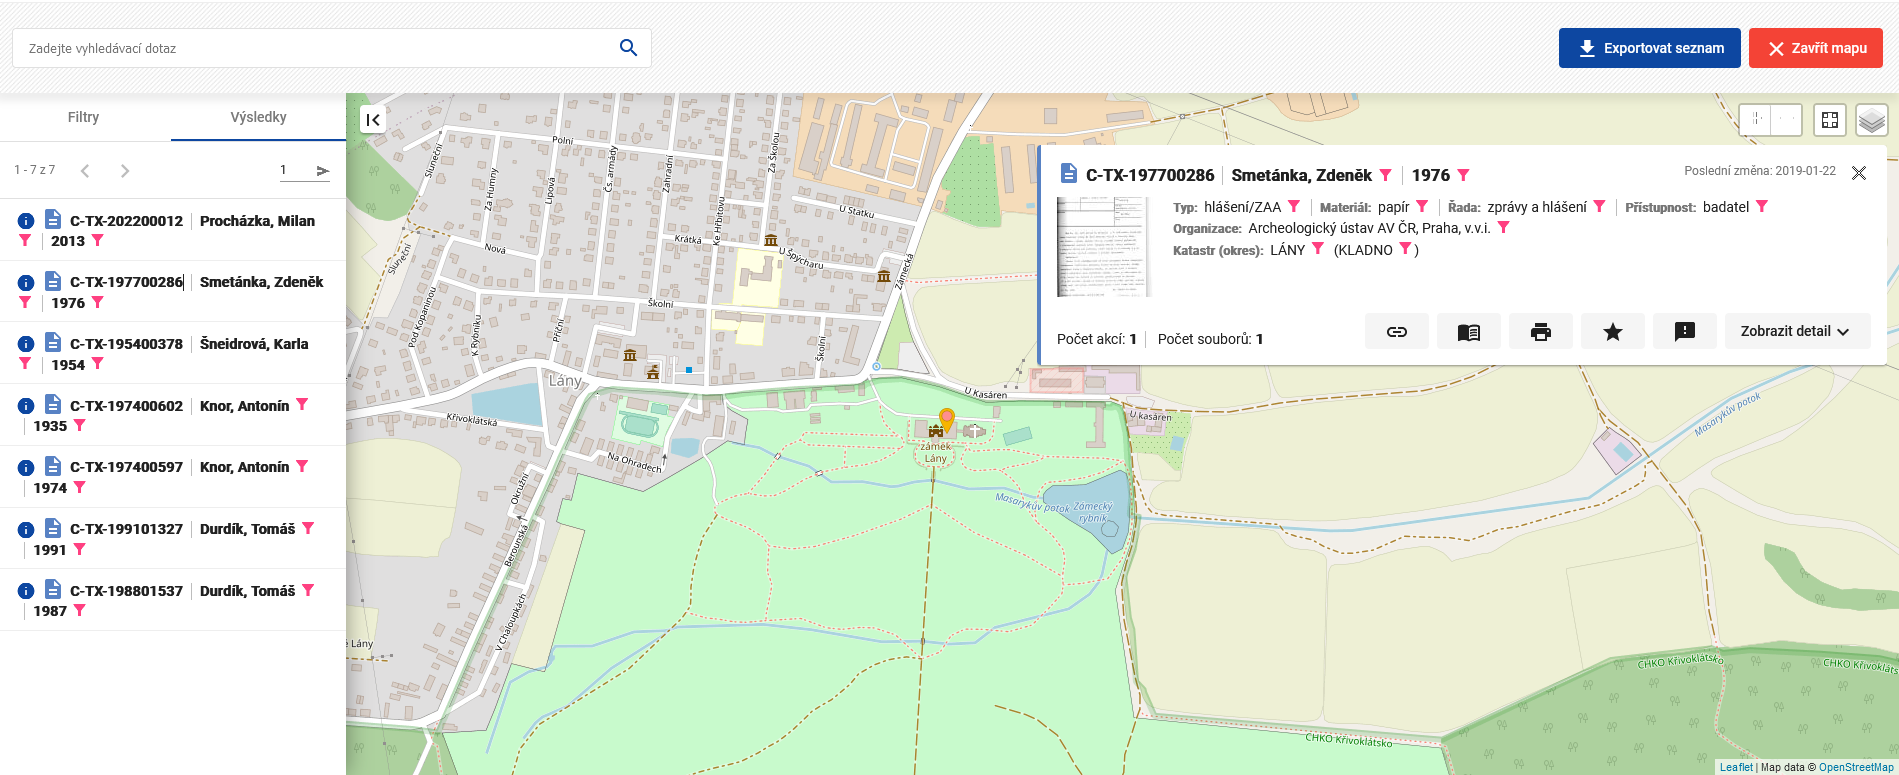 Zadejte vyhledávací dotaz
Exportovat seznam
Zavřít mapu
Filtry
Výsledky
1 - 7 z 7
1
C-TX-202200012 Procházka, Milan
2013
C-TX-197700286 Smetánka, Zdeněk
1976
C-TX-195400378 Šneidrová, Karla
1954
C-TX-197400602 Knor, Antonín
1935
C-TX-197400597 Knor, Antonín
1974
C-TX-199101327 Durdík, Tomáš
1991
C-TX-198801537 Durdík, Tomáš
1987
C-TX-197700286 Smetánka, Zdeněk 1976
Poslední změna: 2019-01-22
Typ: hlášení/ZAA Materiál: papír Řada: zprávy a hlášení Přístupnost: badatel
Organizace: Archeologický ústav AV ČR, Praha, v.v.i.
Katastr (okres): LÁNY (KLADNO)
Počet akcí: 1 Počet souborů: 1
Zobrazit detail
Polní
Sluneční
Za Humny
Lipová
Čs. armády
Zahradní
Za Školou
Ke Hřbitovu
U Statku
Krátká
U Špýcharu
Zámecká
Nová
Sluneční
Školní
Pod Kopaninou
K Rybníku
Příční
Školní
Lány
U Kasáren
U kasáren
Křivoklátská
Na Ohradech
zámek
Lány
Okružní
Berounská
V Chaloupkách
Masarykův potok
Zámecký
rybník
Masarykův potok
é Lány
CHKO Křivoklátsko
CHKO Křivoklátsko
CHKO Křivokláts
Leaflet | Map data © OpenStreetMap